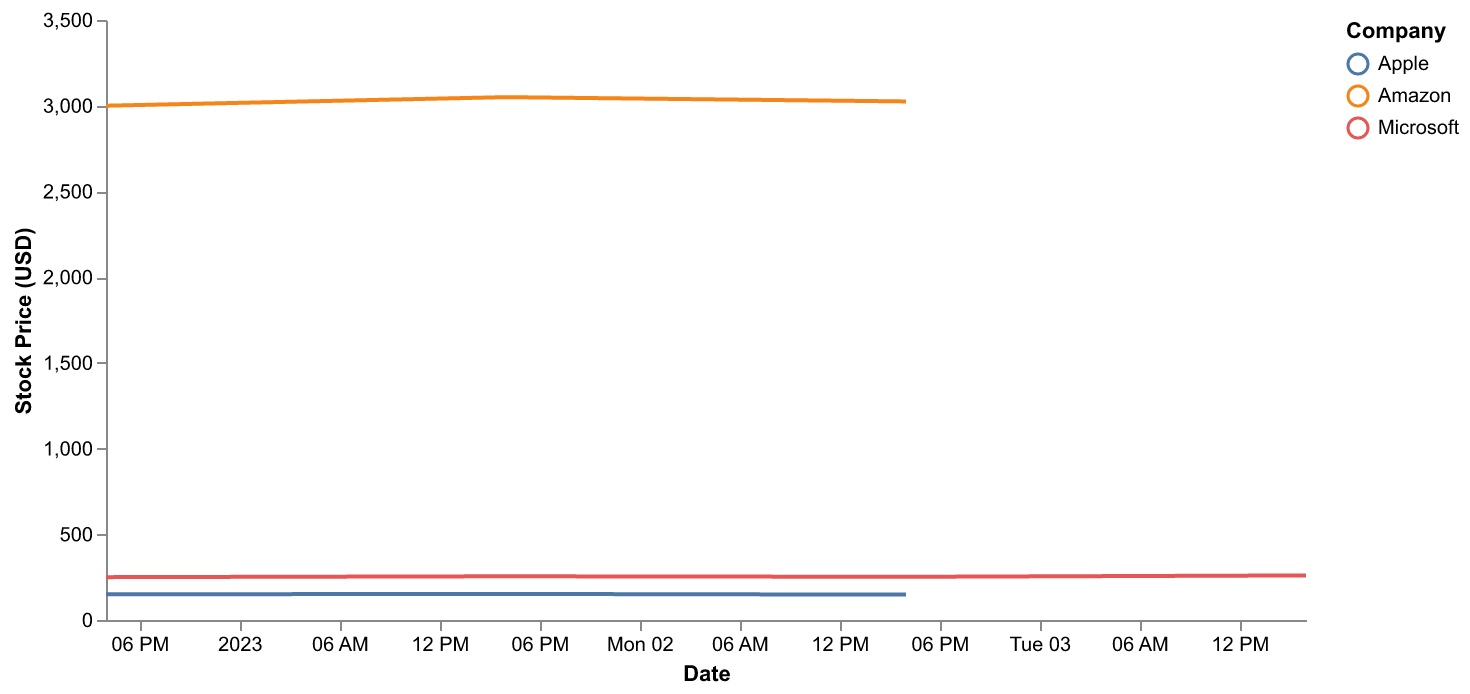 3,500
3,000
2,500
2,000
1,500
1,000
500
0
Stock Price (USD)
06 PM 2023 06 AM 12 PM 06 PM Mon 02 06 AM 12 PM 06 PM Tue 03 06 AM 12 PM
Date
Company
Apple
Amazon
Microsoft